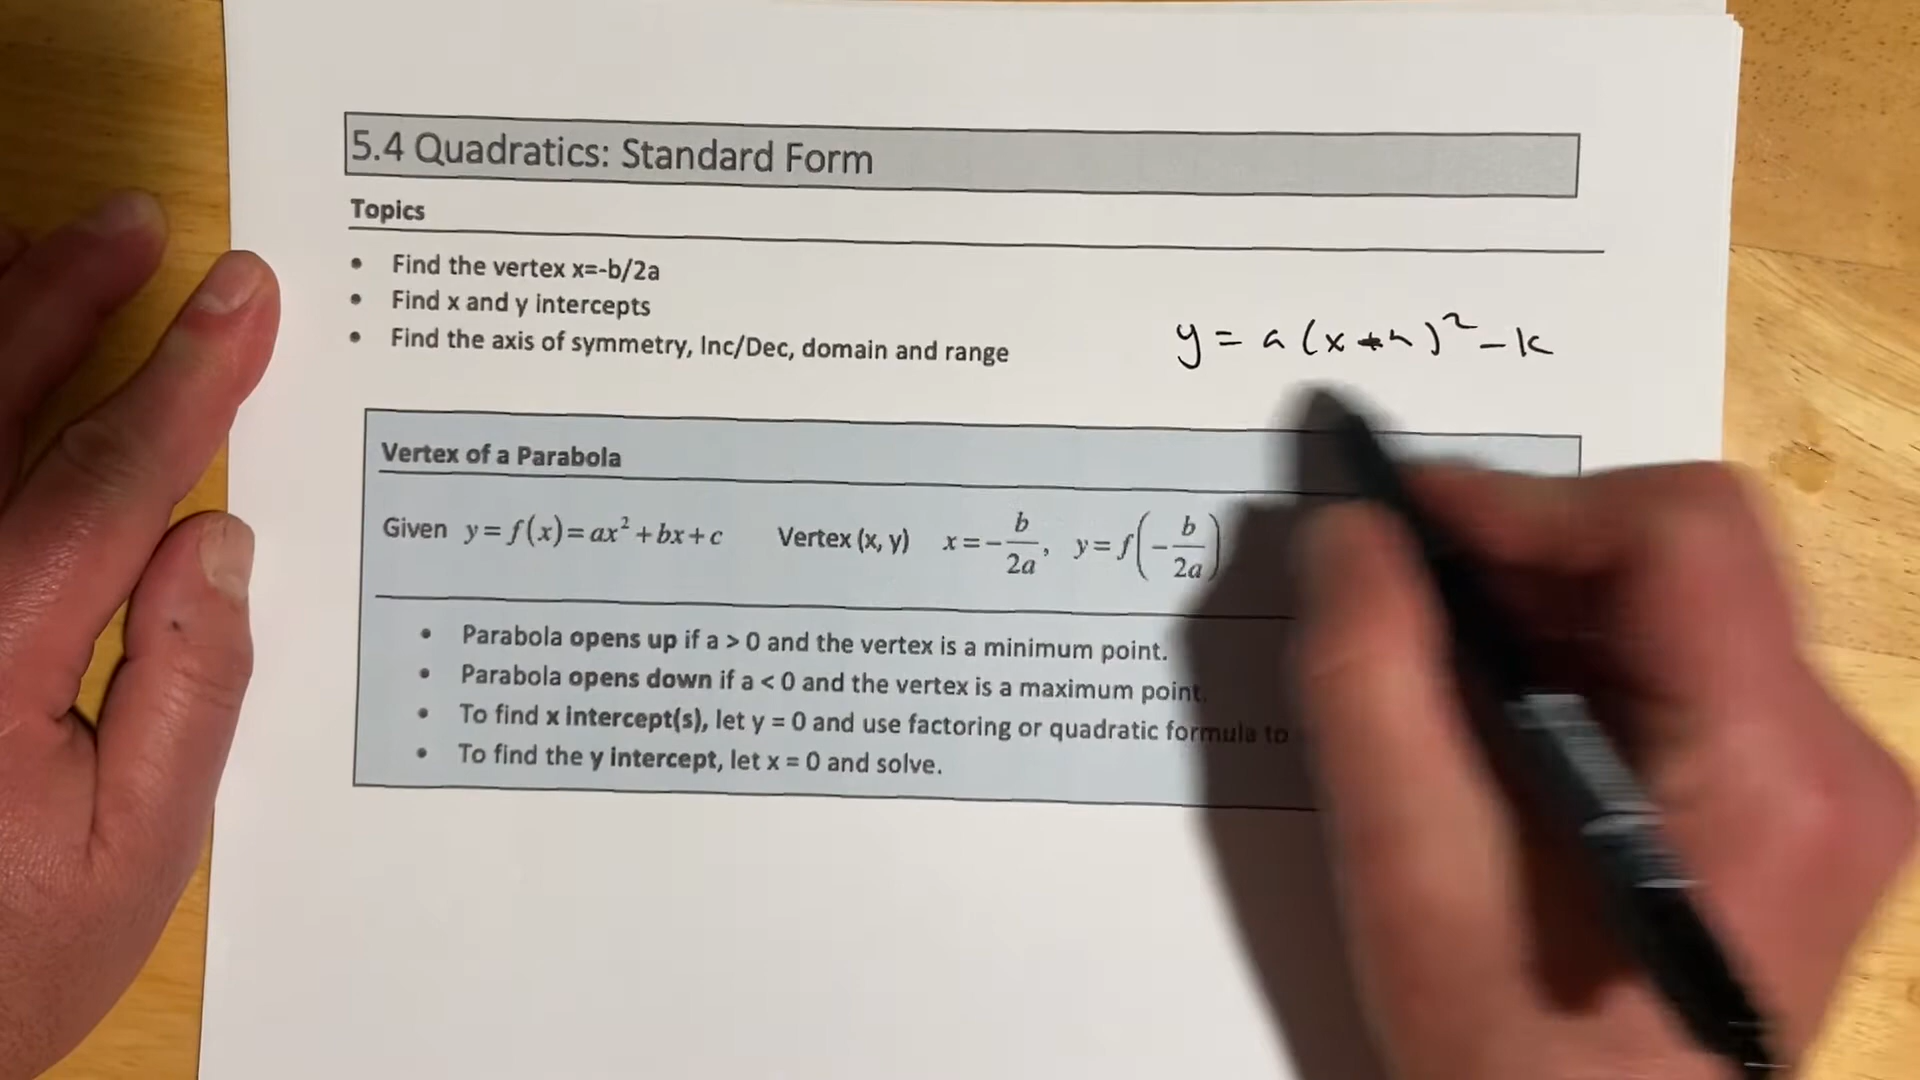 5.4 Quadratics: Standard Form
Topics
• Find the vertex x=-b/2a
• Find x and y intercepts
• Find the axis of symmetry, Inc/Dec, domain and range
y = a(x+h)² - k
Vertex of a Parabola
Given y = f(x) = ax² + bx + c Vertex (x, y) x = -b/2a, y = f(-b/2a)
• Parabola opens up if a > 0 and the vertex is a minimum point.
• Parabola opens down if a < 0 and the vertex is a maximum point.
• To find x intercept(s), let y = 0 and use factoring or quadratic formula to
• To find the y intercept, let x = 0 and solve.